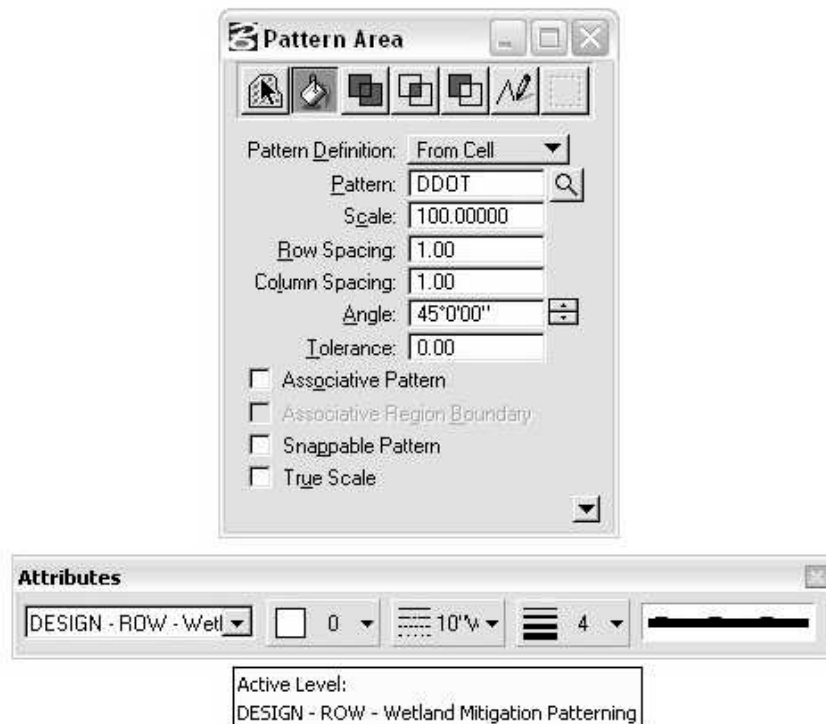 Pattern Area
Pattern Definition: From Cell
Pattern: DDOT
Scale: 100.00000
Row Spacing: 1.00
Column Spacing: 1.00
Angle: 45°0'00"
Tolerance: 0.00
Associative Pattern
Associative Region Boundary
Snappable Pattern
True Scale
Attributes
DESIGN - ROW - Wetl 0 10"W 4
Active Level:
DESIGN - ROW - Wetland Mitigation Patterning